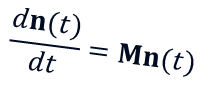 dn(t)/dt = Mn(t)